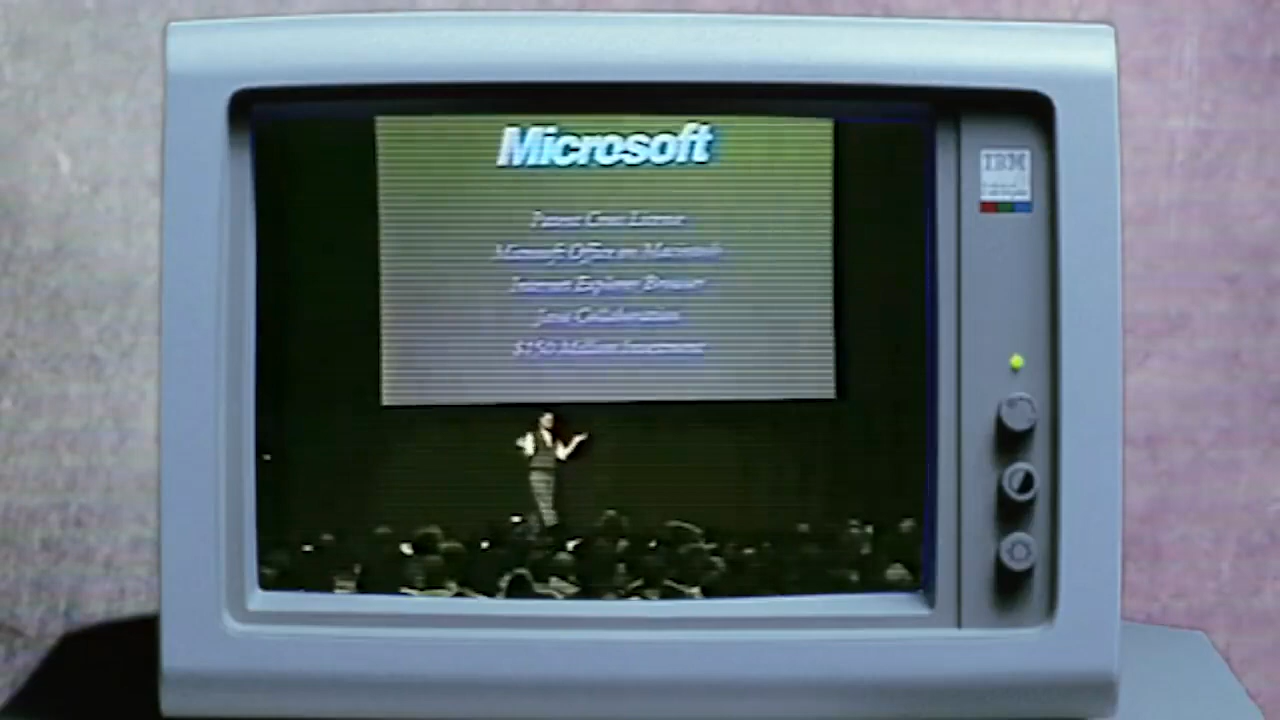 Microsoft
Patent Cross License
Microsoft Office on Macintosh
Internet Explorer Browser
Java Collaboration
$150 Million Investment
IBM